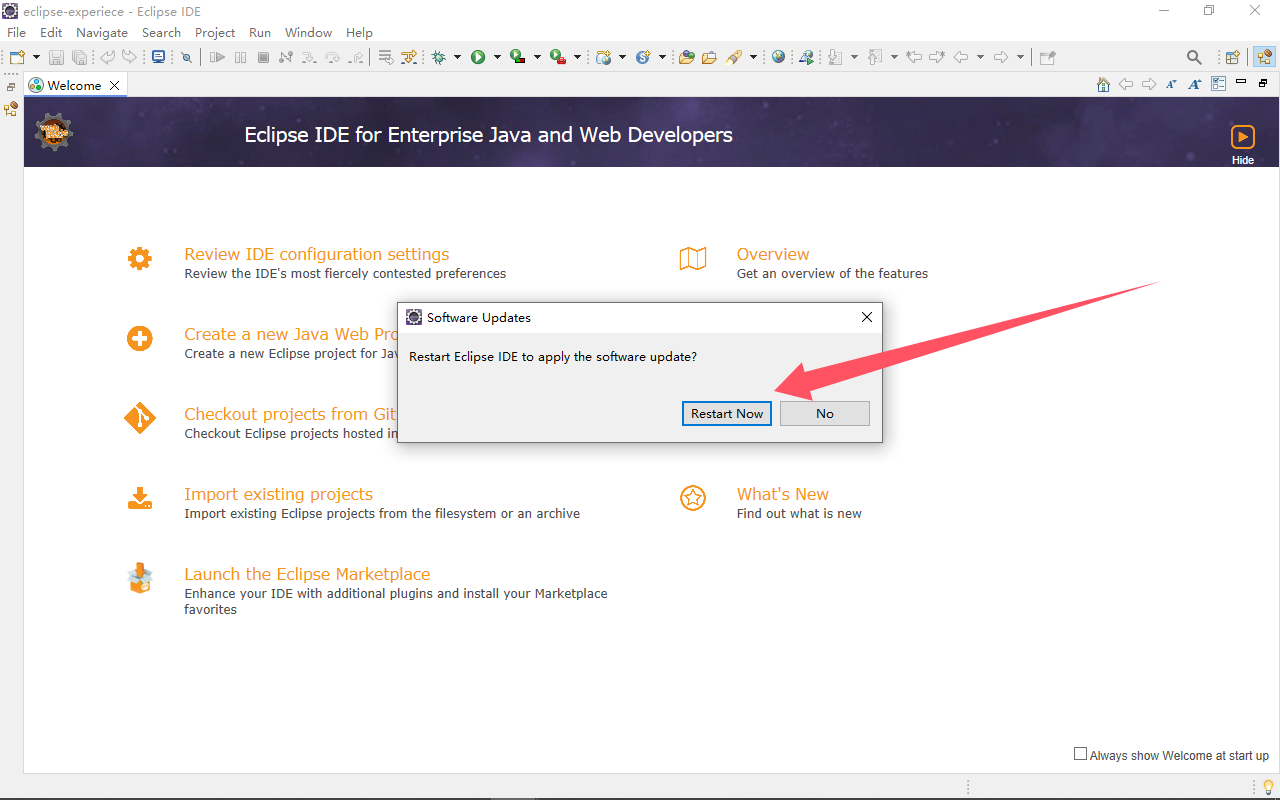 eclipse-experiece - Eclipse IDE
File Edit Navigate Search Project Run Window Help
Welcome
Eclipse IDE for Enterprise Java and Web Developers
Hide
Review IDE configuration settings
Review the IDE's most fiercely contested preferences
Overview
Get an overview of the features
Create a new Java Web Pro
Create a new Eclipse project for Jav
Software Updates
Restart Eclipse IDE to apply the software update?
Restart Now
No
Checkout projects from Git
Checkout Eclipse projects hosted in
Import existing projects
Import existing Eclipse projects from the filesystem or an archive
What's New
Find out what is new
Launch the Eclipse Marketplace
Enhance your IDE with additional plugins and install your Marketplace
favorites
Always show Welcome at start up